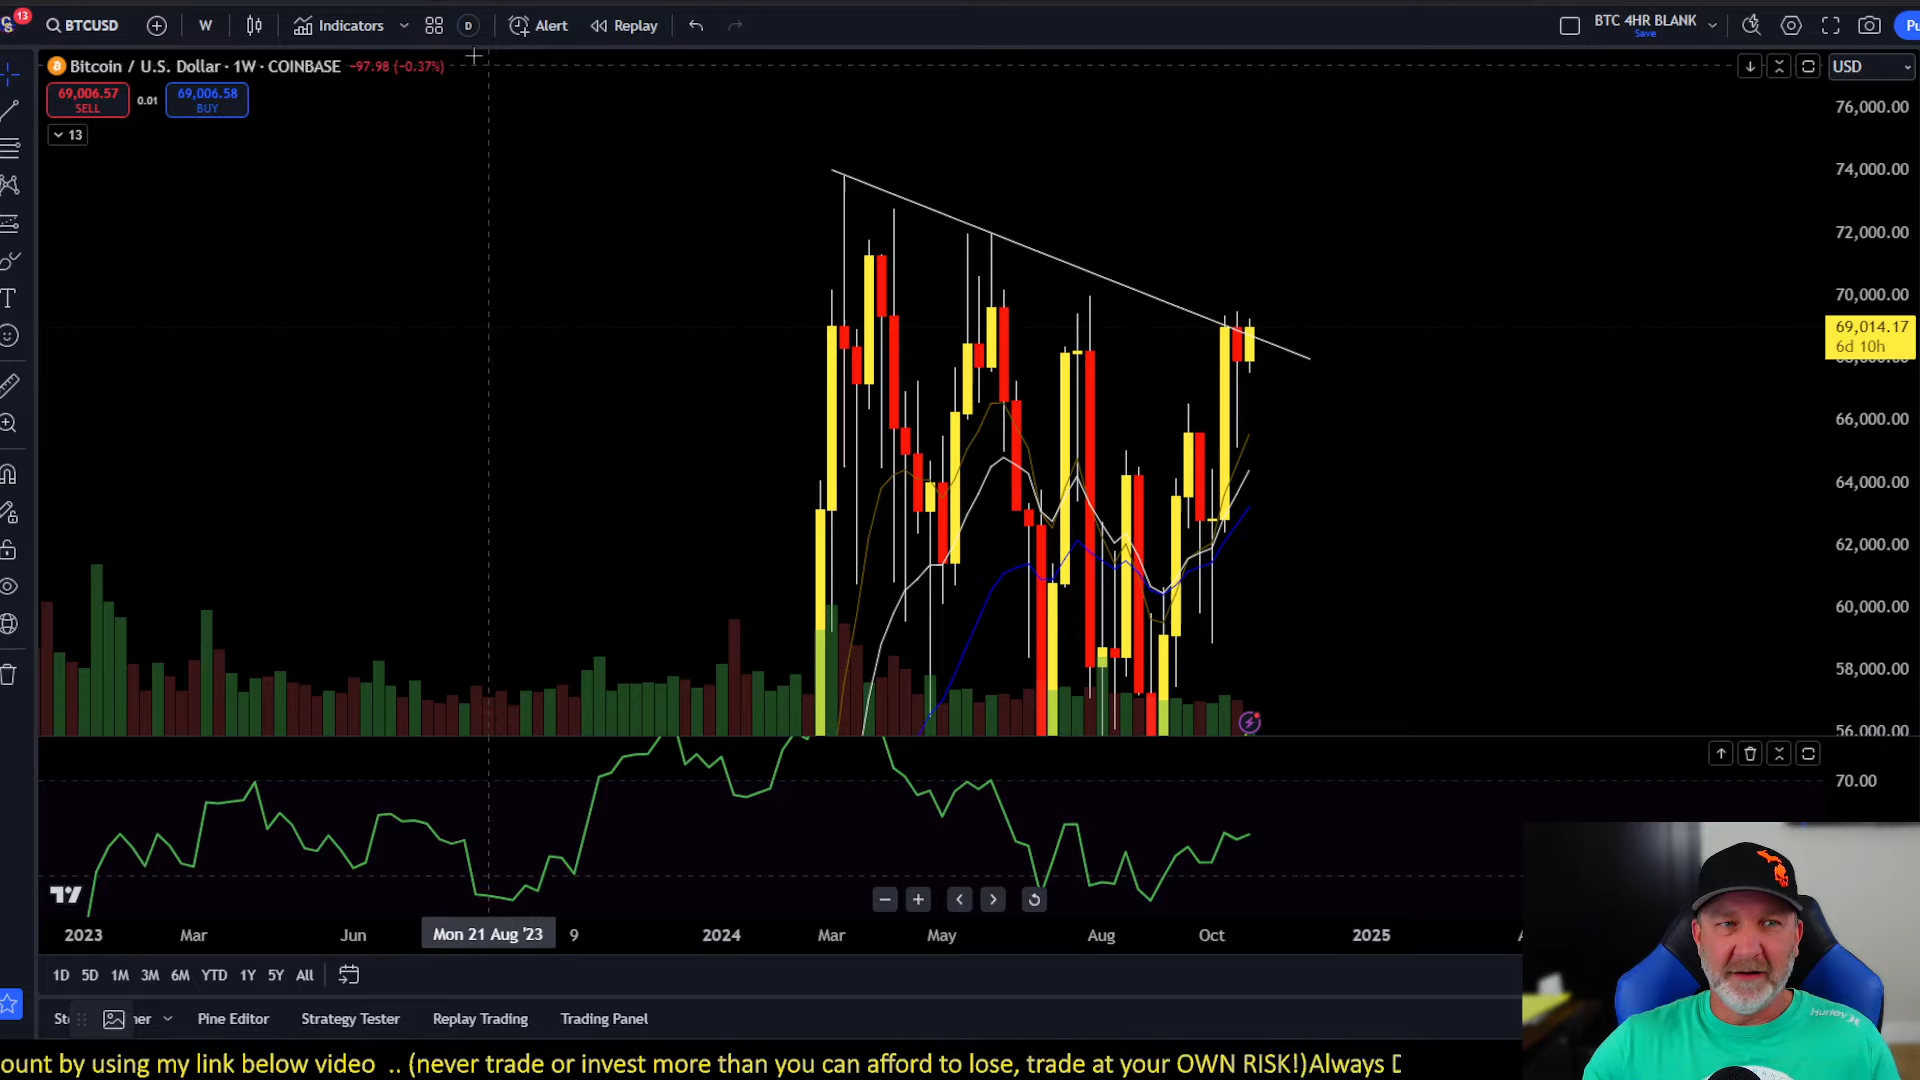 13
BTCUSD
W
Indicators
D
Alert
Replay
BTC 4HR BLANK
Save
Bitcoin / U.S. Dollar · 1W · COINBASE -97.98 (-0.37%)
USD
69,006.57
SELL
0.01
69,006.58
BUY
13
76,000.00
74,000.00
72,000.00
70,000.00
69,014.17
6d 10h
66,000.00
64,000.00
62,000.00
60,000.00
58,000.00
56,000.00
70.00
2023
Mar
Jun
Mon 21 Aug '23
9
2024
Mar
May
Aug
Oct
2025
1D 5D 1M 3M 6M YTD 1Y 5Y All
Pine Editor
Strategy Tester
Replay Trading
Trading Panel
Hurley
ount by using my link below video .. (never trade or invest more than you can afford to lose, trade at your OWN RISK!)Always D